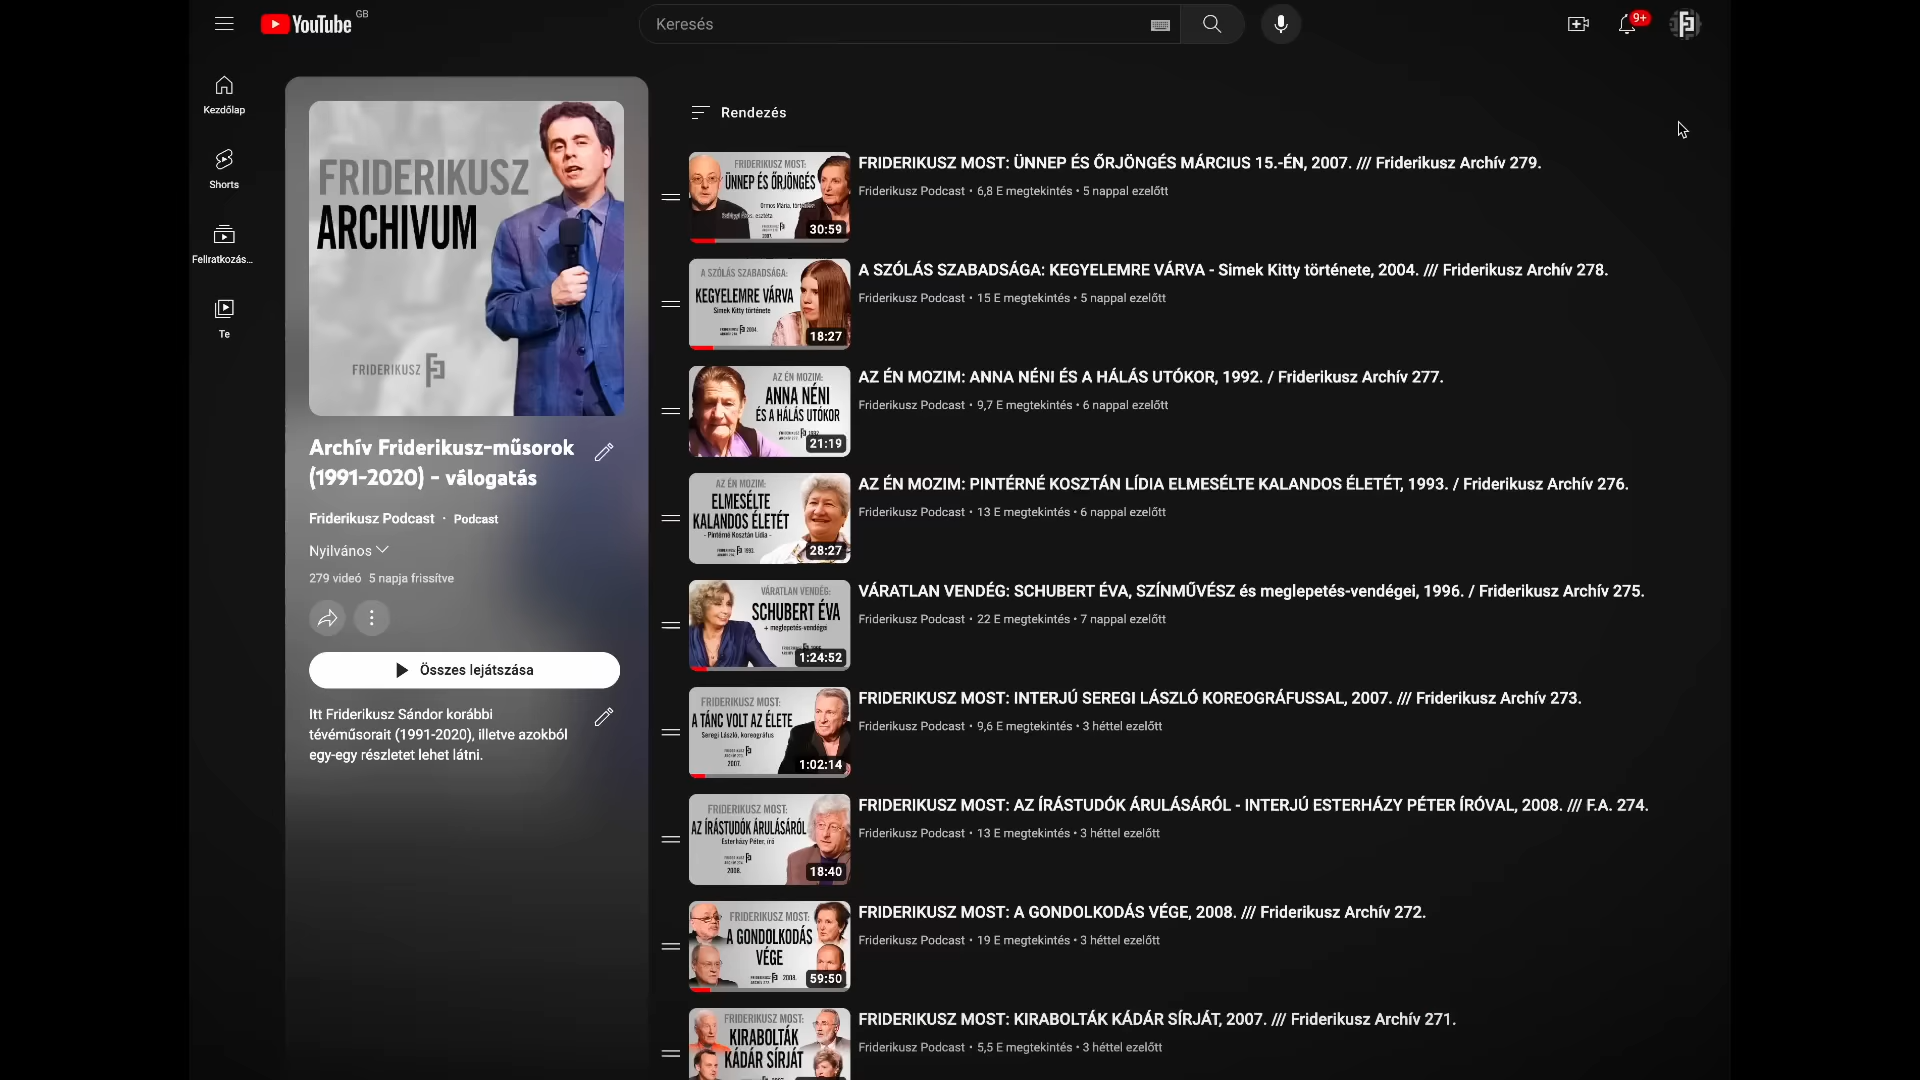 YouTube GB
Keresés
9+
Kezdőlap
Shorts
Feliratkozás...
Te
FRIDERIKUSZ
ARCHIVUM
FRIDERIKUSZ
Archív Friderikusz-műsorok
(1991-2020) - válogatás
Friderikusz Podcast · Podcast
Nyilvános
279 videó 5 napja frissítve
Összes lejátszása
Itt Friderikusz Sándor korábbi
tévéműsorait (1991-2020), illetve azokból
egy-egy részletet lehet látni.
Rendezés
FRIDERIKUSZ MOST:
ÜNNEP ÉS ŐRJÖNGÉS
30:59
FRIDERIKUSZ MOST: ÜNNEP ÉS ŐRJÖNGÉS MÁRCIUS 15.-ÉN, 2007. /// Friderikusz Archív 279.
Friderikusz Podcast • 6,8 E megtekintés • 5 nappal ezelőtt
A SZÓLÁS SZABADSÁGA:
KEGYELEMRE VÁRVA
Simek Kitty története
18:27
A SZÓLÁS SZABADSÁGA: KEGYELEMRE VÁRVA - Simek Kitty története, 2004. /// Friderikusz Archív 278.
Friderikusz Podcast • 15 E megtekintés • 5 nappal ezelőtt
AZ ÉN MOZIM:
ANNA NÉNI
ÉS A HÁLÁS UTÓKOR
21:19
AZ ÉN MOZIM: ANNA NÉNI ÉS A HÁLÁS UTÓKOR, 1992. / Friderikusz Archív 277.
Friderikusz Podcast • 9,7 E megtekintés • 6 nappal ezelőtt
AZ ÉN MOZIM:
ELMESÉLTE
KALANDOS ÉLETÉT
- Pintérné Kosztán Lídia -
28:27
AZ ÉN MOZIM: PINTÉRNÉ KOSZTÁN LÍDIA ELMESÉLTE KALANDOS ÉLETÉT, 1993. / Friderikusz Archív 276.
Friderikusz Podcast • 13 E megtekintés • 6 nappal ezelőtt
VÁRATLAN VENDÉG:
SCHUBERT ÉVA
+ meglepetés-vendégei
1:24:52
VÁRATLAN VENDÉG: SCHUBERT ÉVA, SZÍNMŰVÉSZ és meglepetés-vendégei, 1996. / Friderikusz Archív 275.
Friderikusz Podcast • 22 E megtekintés • 7 nappal ezelőtt
FRIDERIKUSZ MOST:
A TÁNC VOLT AZ ÉLETE
Seregi László, koreográfus
2007.
1:02:14
FRIDERIKUSZ MOST: INTERJÚ SEREGI LÁSZLÓ KOREOGRÁFUSSAL, 2007. /// Friderikusz Archív 273.
Friderikusz Podcast • 9,6 E megtekintés • 3 héttel ezelőtt
FRIDERIKUSZ MOST:
AZ ÍRÁSTUDÓK ÁRULÁSÁRÓL
Esterházy Péter, író
2008.
18:40
FRIDERIKUSZ MOST: AZ ÍRÁSTUDÓK ÁRULÁSÁRÓL - INTERJÚ ESTERHÁZY PÉTER ÍRÓVAL, 2008. /// F.A. 274.
Friderikusz Podcast • 13 E megtekintés • 3 héttel ezelőtt
FRIDERIKUSZ MOST:
A GONDOLKODÁS
VÉGE
2008.
59:50
FRIDERIKUSZ MOST: A GONDOLKODÁS VÉGE, 2008. /// Friderikusz Archív 272.
Friderikusz Podcast • 19 E megtekintés • 3 héttel ezelőtt
FRIDERIKUSZ MOST:
KIRABOLTÁK
KÁDÁR SÍRJÁT
FRIDERIKUSZ MOST: KIRABOLTÁK KÁDÁR SÍRJÁT, 2007. /// Friderikusz Archív 271.
Friderikusz Podcast • 5,5 E megtekintés • 3 héttel ezelőtt